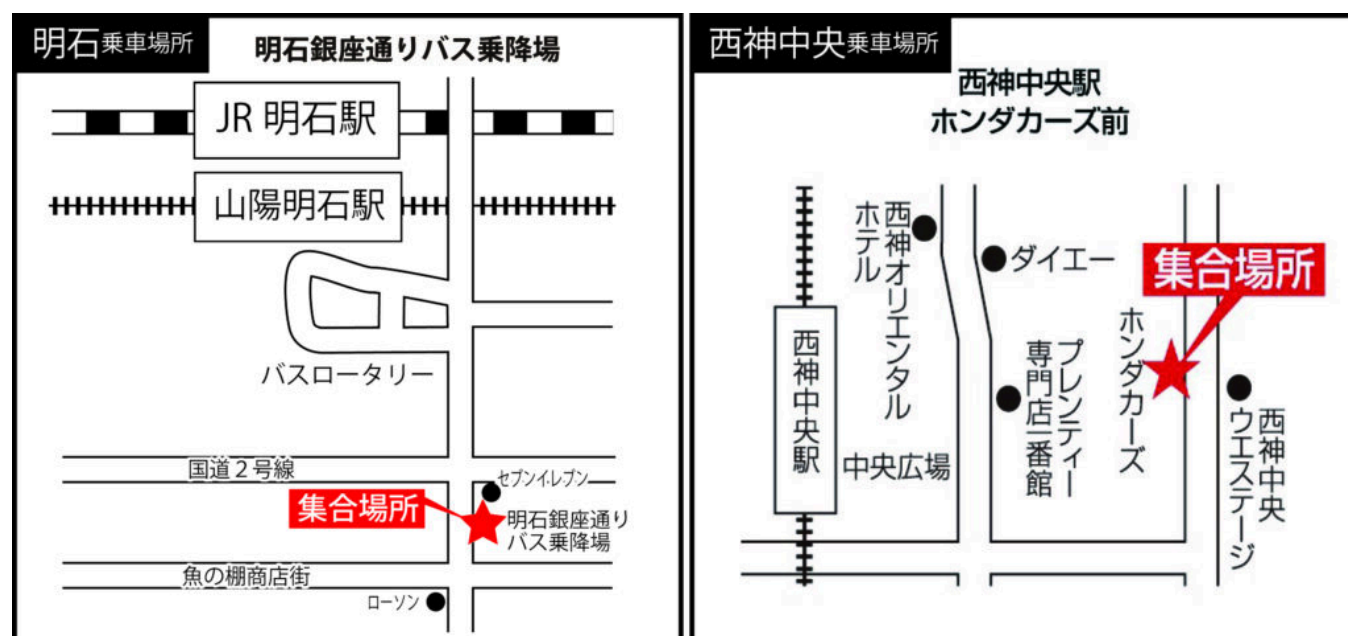 明石乗車場所
明石銀座通りバス乗降場
JR 明石駅
山陽明石駅
バスロータリー
国道２号線
セブンイレブン
集合場所
明石銀座通り
バス乗降場
魚の棚商店街
ローソン
西神中央乗車場所
西神中央駅
ホンダカーズ前
西神オリエンタル
ホテル
ダイエー
集合場所
西神中央駅
中央広場
プレンティー
専門店一番館
ホンダカーズ
西神中央
ウエステージ